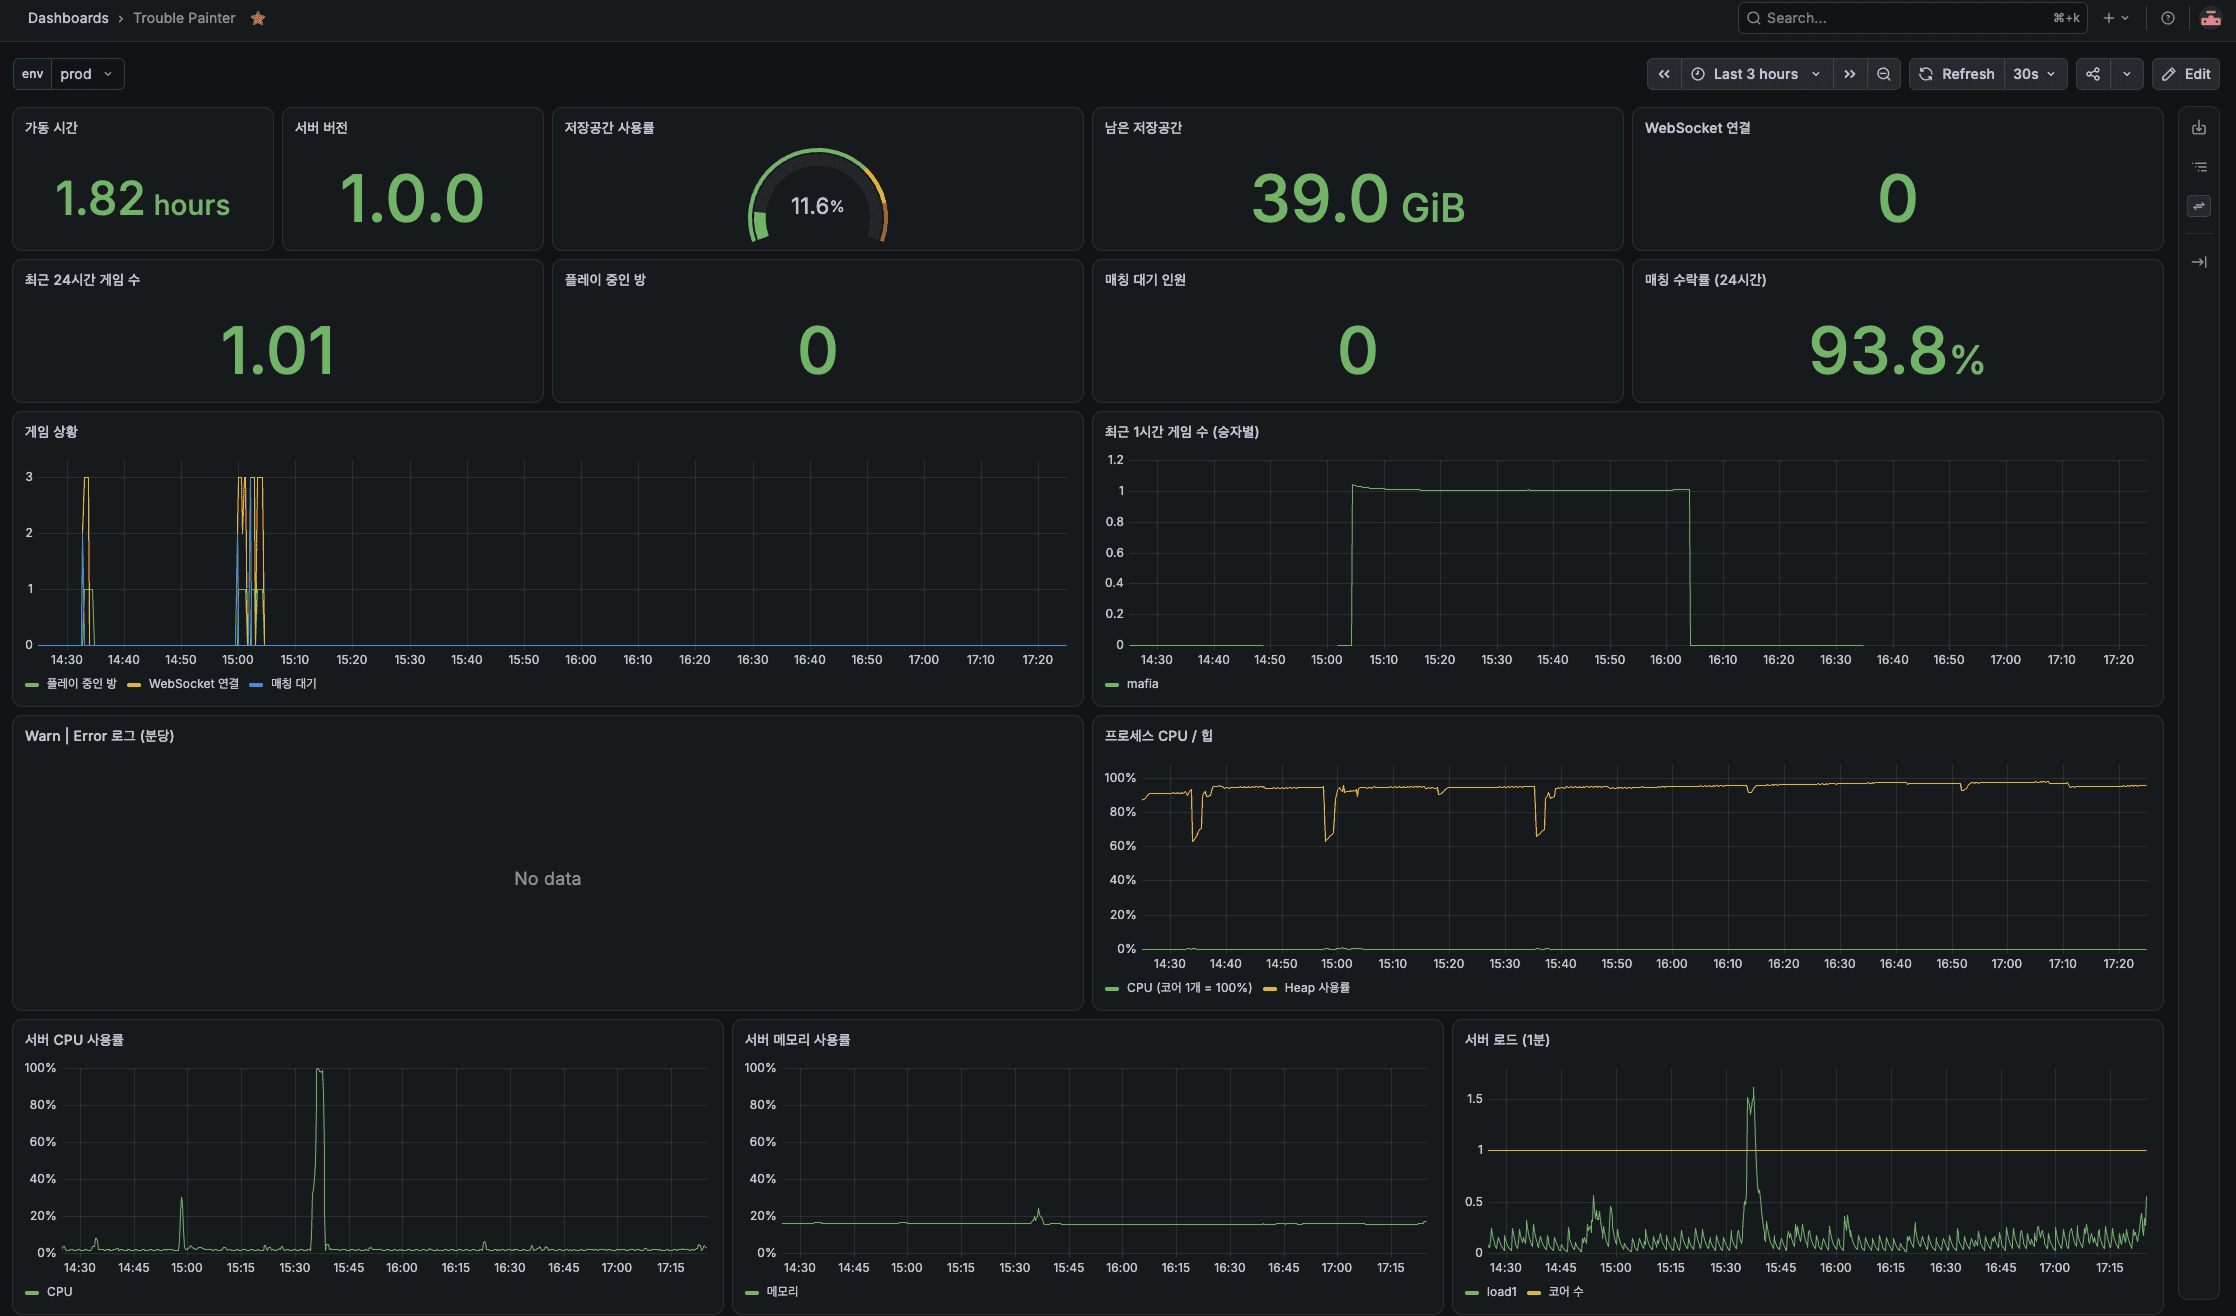 Dashboards › Trouble Painter
Search... ⌘+k
env prod
Last 3 hours Refresh 30s Edit
가동 시간
1.82 hours
서버 버전
1.0.0
저장공간 사용률
11.6%
남은 저장공간
39.0 GiB
WebSocket 연결
0
최근 24시간 게임 수
1.01
플레이 중인 방
0
매칭 대기 인원
0
매칭 수락률 (24시간)
93.8%
게임 상황
3
2
1
0
14:30 14:40 14:50 15:00 15:10 15:20 15:30 15:40 15:50 16:00 16:10 16:20 16:30 16:40 16:50 17:00 17:10 17:20
플레이 중인 방 WebSocket 연결 매칭 대기
최근 1시간 게임 수 (승자별)
1.2
1
0.8
0.6
0.4
0.2
0
14:30 14:40 14:50 15:00 15:10 15:20 15:30 15:40 15:50 16:00 16:10 16:20 16:30 16:40 16:50 17:00 17:10 17:20
mafia
Warn | Error 로그 (분당)
No data
프로세스 CPU / 힙
100%
80%
60%
40%
20%
0%
14:30 14:40 14:50 15:00 15:10 15:20 15:30 15:40 15:50 16:00 16:10 16:20 16:30 16:40 16:50 17:00 17:10 17:20
CPU (코어 1개 = 100%) Heap 사용률
서버 CPU 사용률
100%
80%
60%
40%
20%
0%
14:30 14:45 15:00 15:15 15:30 15:45 16:00 16:15 16:30 16:45 17:00 17:15
CPU
서버 메모리 사용률
100%
80%
60%
40%
20%
0%
14:30 14:45 15:00 15:15 15:30 15:45 16:00 16:15 16:30 16:45 17:00 17:15
메모리
서버 로드 (1분)
1.5
1
0.5
0
14:30 14:45 15:00 15:15 15:30 15:45 16:00 16:15 16:30 16:45 17:00 17:15
load1 코어 수